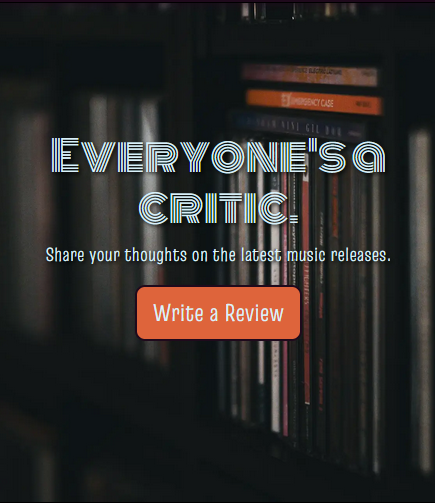 EMERGENCY CASE
Everyone's a
critic.
Share your thoughts on the latest music releases.
Write a Review